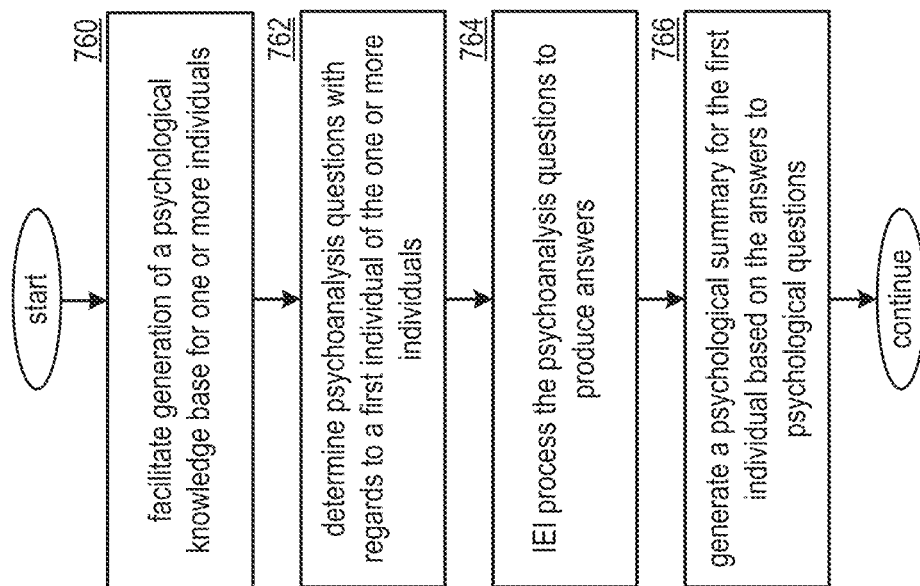 start
760
facilitate generation of a psychological
knowledge base for one or more individuals
762
determine psychoanalysis questions with
regards to a first individual of the one or more
individuals
764
IEI process the psychoanalysis questions to
produce answers
766
generate a psychological summary for the first
individual based on the answers to
psychological questions
continue